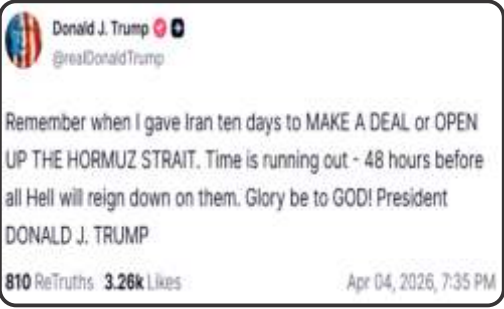 Donald J. Trump
@realDonaldTrump
Remember when I gave Iran ten days to MAKE A DEAL or OPEN
UP THE HORMUZ STRAIT. Time is running out - 48 hours before
all Hell will reign down on them. Glory be to GOD! President
DONALD J. TRUMP
810 ReTruths 3.26k Likes Apr 04, 2026, 7:35 PM